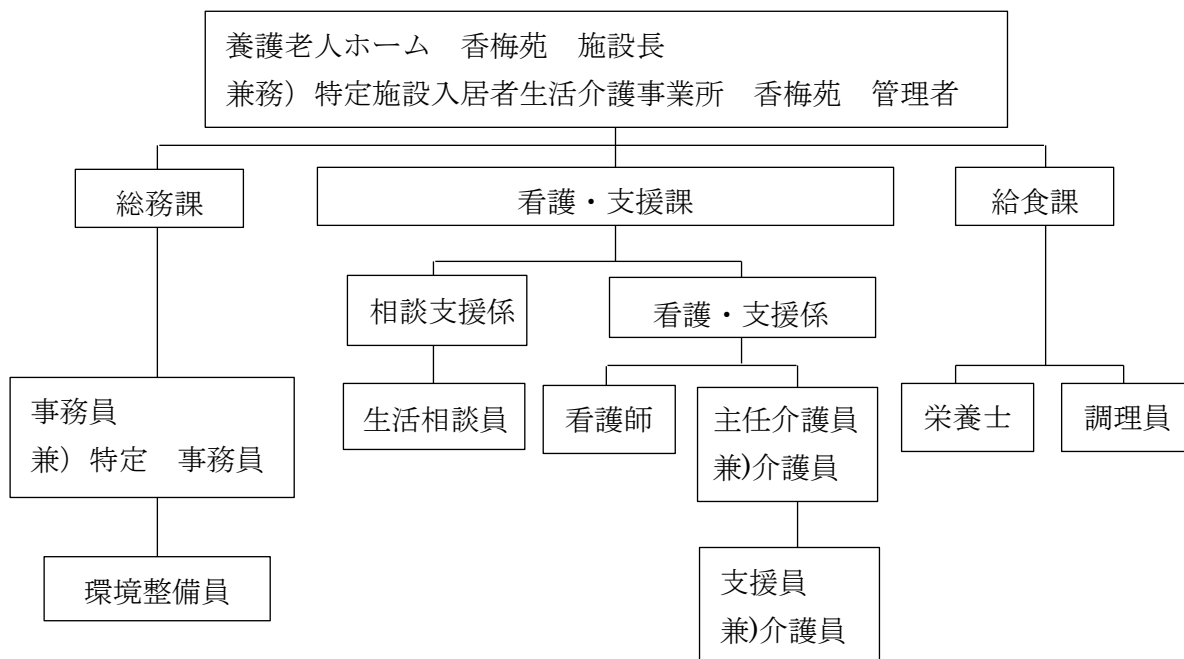 養護老人ホーム　香梅苑　施設長
兼務）特定施設入居者生活介護事業所　香梅苑　管理者
総務課
看護・支援課
給食課
相談支援係
看護・支援係
事務員
兼）特定　事務員
生活相談員
看護師
主任介護員
兼)介護員
栄養士
調理員
環境整備員
支援員
兼)介護員